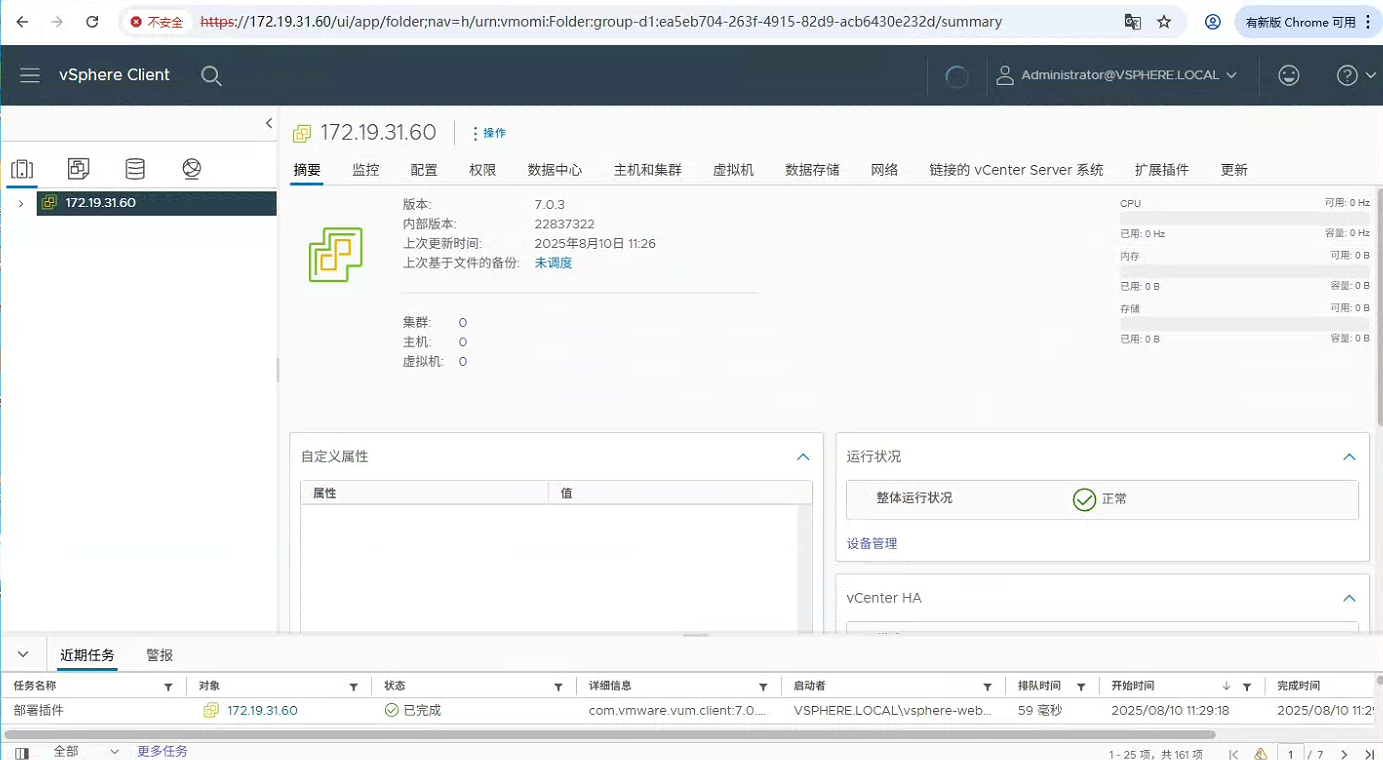 不安全 https://172.19.31.60/ui/app/folder;nav=h/urn:vmomi:Folder:group-d1:ea5eb704-263f-4915-82d9-acb6430e232d/summary 有新版 Chrome 可用
vSphere Client Administrator@VSPHERE.LOCAL
172.19.31.60 操作
摘要 监控 配置 权限 数据中心 主机和集群 虚拟机 数据存储 网络 链接的 vCenter Server 系统 扩展插件 更新
172.19.31.60
版本: 7.0.3
内部版本: 22837322
上次更新时间: 2025年8月10日 11:26
上次基于文件的备份: 未调度
集群: 0
主机: 0
虚拟机: 0
CPU 可用: 0 Hz
已用: 0 Hz 容量: 0 Hz
内存 可用: 0 B
已用: 0 B 容量: 0 B
存储 可用: 0 B
已用: 0 B 容量: 0 B
自定义属性
属性 值
运行状况
整体运行状况 正常
设备管理
vCenter HA
近期任务 警报
任务名称 对象 状态 详细信息 启动者 排队时间 开始时间 完成时间
部署插件 172.19.31.60 已完成 com.vmware.vum.client:7.0.... VSPHERE.LOCAL\vsphere-web... 59 毫秒 2025/08/10 11:29:18 2025/08/10 11:29
全部 更多任务 1 - 25 项，共 161 项 1 / 7